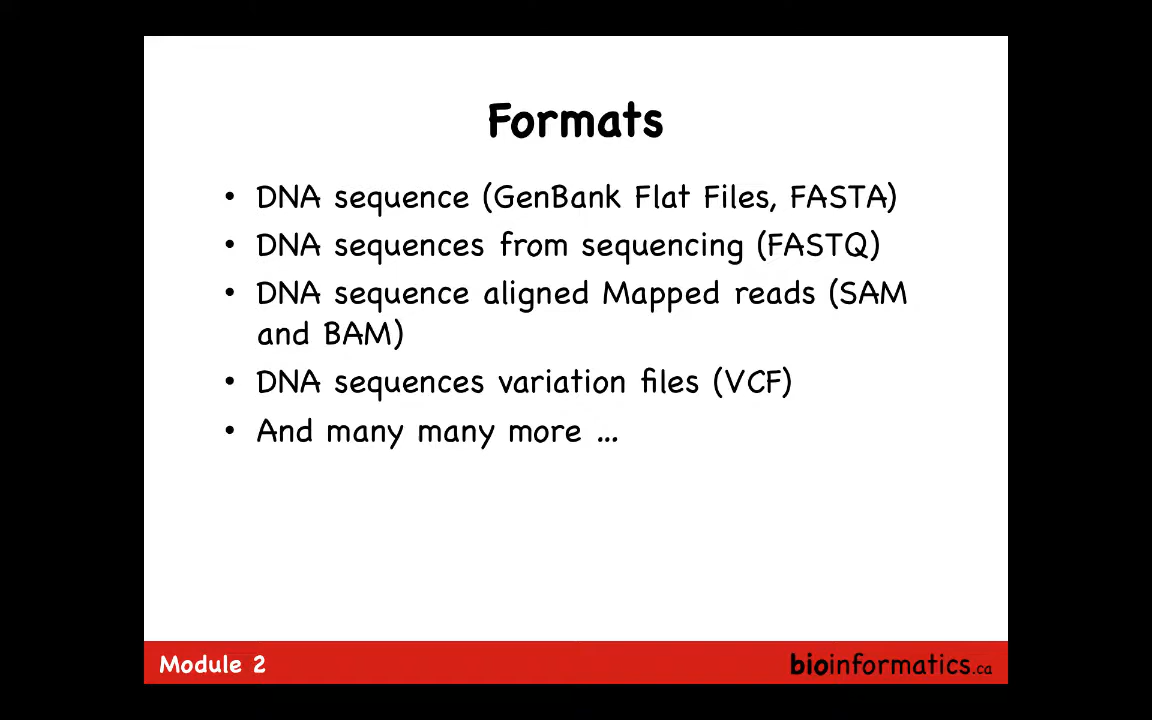 Formats
• DNA sequence (GenBank Flat Files, FASTA)
• DNA sequences from sequencing (FASTQ)
• DNA sequence aligned Mapped reads (SAM
and BAM)
• DNA sequences variation files (VCF)
• And many many more ...
Module 2
bioinformatics.ca